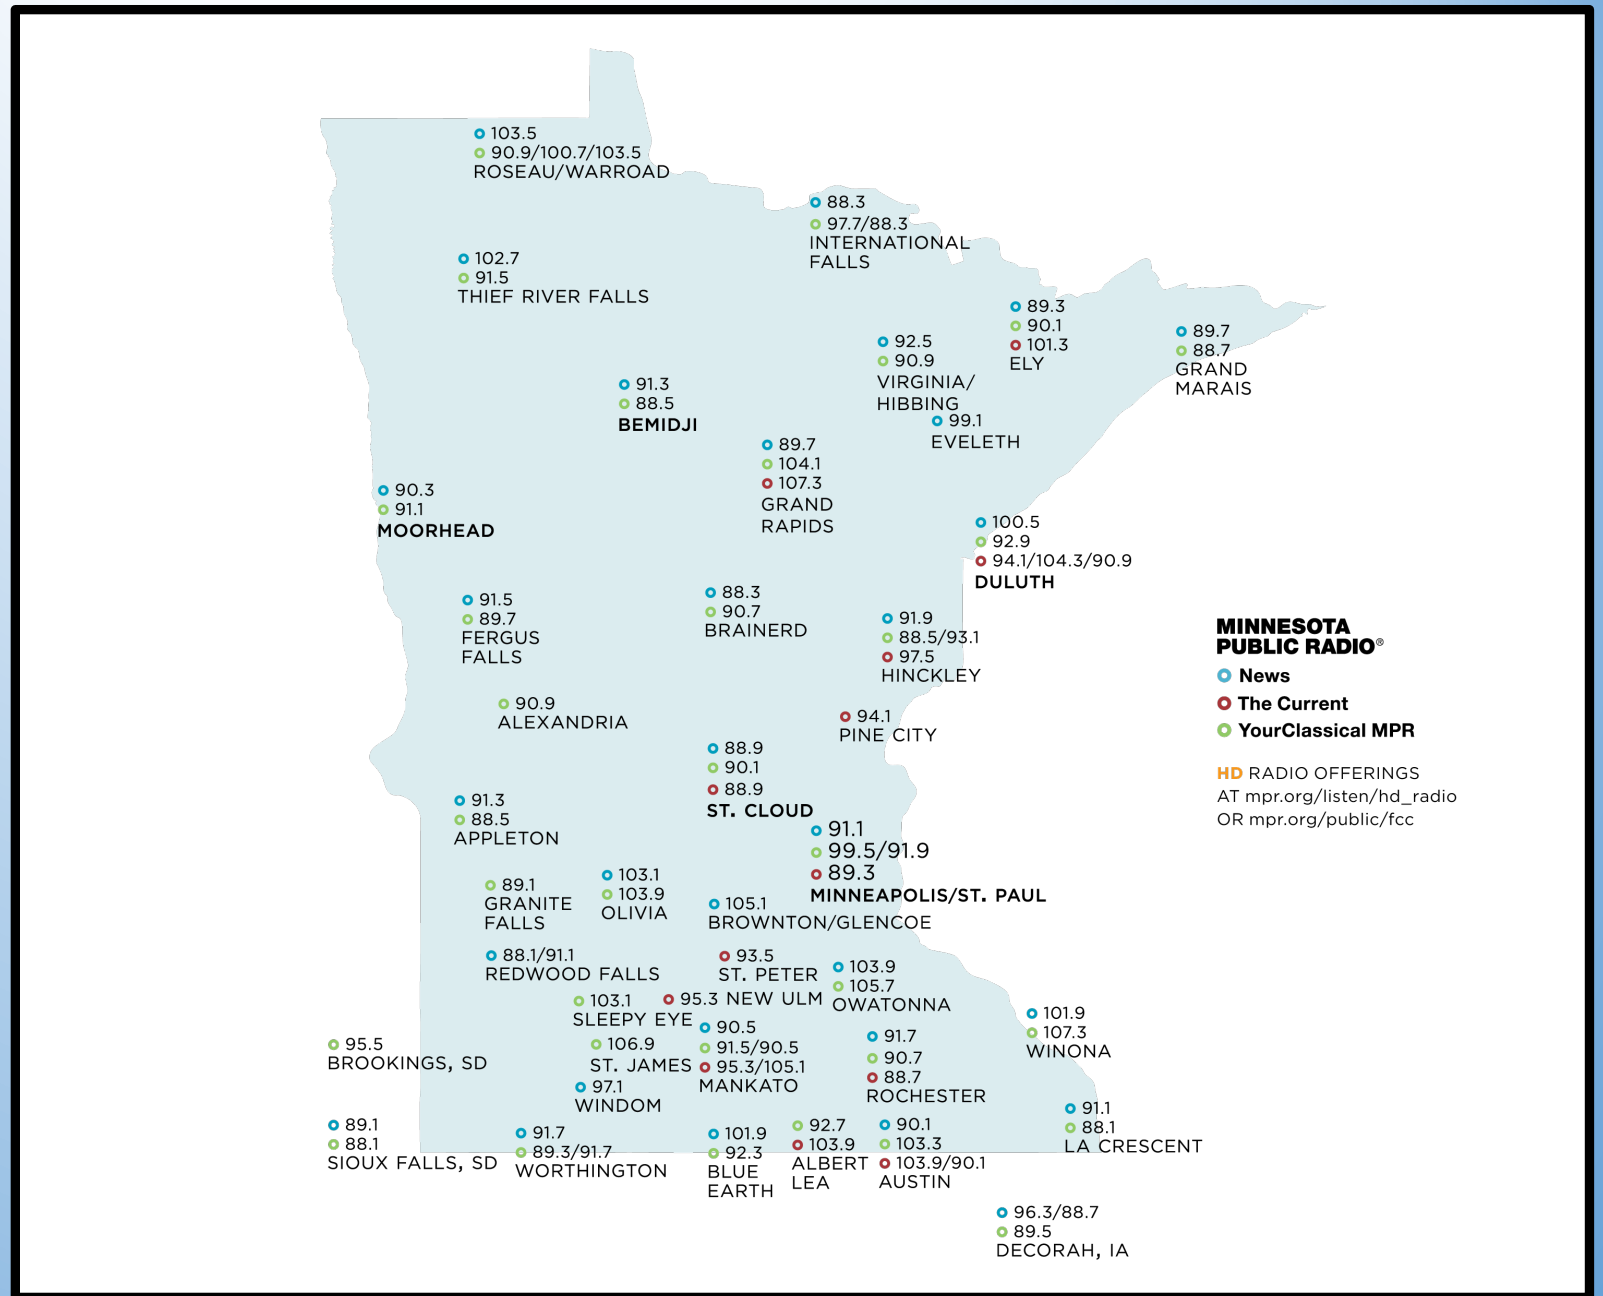 103.5
90.9/100.7/103.5
ROSEAU/WARROAD
88.3
97.7/88.3
INTERNATIONAL
FALLS
102.7
91.5
THIEF RIVER FALLS
89.3
90.1
101.3
ELY
89.7
88.7
GRAND
MARAIS
92.5
90.9
VIRGINIA/
HIBBING
99.1
EVELETH
91.3
88.5
BEMIDJI
89.7
104.1
107.3
GRAND
RAPIDS
90.3
91.1
MOORHEAD
100.5
92.9
94.1/104.3/90.9
DULUTH
91.5
89.7
FERGUS
FALLS
88.3
90.7
BRAINERD
91.9
88.5/93.1
97.5
HINCKLEY
90.9
ALEXANDRIA
94.1
PINE CITY
88.9
90.1
88.9
ST. CLOUD
91.3
88.5
APPLETON
91.1
99.5/91.9
89.3
MINNEAPOLIS/ST. PAUL
89.1
GRANITE
FALLS
103.1
103.9
OLIVIA
105.1
BROWNTON/GLENCOE
88.1/91.1
REDWOOD FALLS
93.5
ST. PETER
103.9
105.7
OWATONNA
103.1
SLEEPY EYE
95.3 NEW ULM
101.9
107.3
WINONA
95.5
BROOKINGS, SD
106.9
ST. JAMES
90.5
91.5/90.5
95.3/105.1
MANKATO
91.7
90.7
88.7
ROCHESTER
97.1
WINDOM
91.1
88.1
LA CRESCENT
89.1
88.1
SIOUX FALLS, SD
91.7
89.3/91.7
WORTHINGTON
101.9
92.3
BLUE
EARTH
92.7
103.9
ALBERT
LEA
90.1
103.3
103.9/90.1
AUSTIN
96.3/88.7
89.5
DECORAH, IA
MINNESOTA
PUBLIC RADIO®
News
The Current
YourClassical MPR
HD RADIO OFFERINGS
AT mpr.org/listen/hd_radio
OR mpr.org/public/fcc